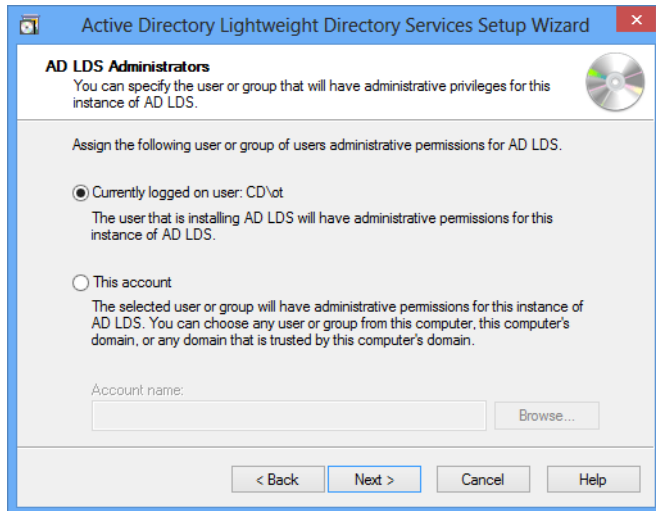 Active Directory Lightweight Directory Services Setup Wizard
AD LDS Administrators
You can specify the user or group that will have administrative privileges for this
instance of AD LDS.
Assign the following user or group of users administrative permissions for AD LDS.
Currently logged on user: CD\ot
The user that is installing AD LDS will have administrative permissions for this
instance of AD LDS.
This account
The selected user or group will have administrative permissions for this instance of
AD LDS. You can choose any user or group from this computer, this computer's
domain, or any domain that is trusted by this computer's domain.
Account name:
Browse...
< Back Next > Cancel Help